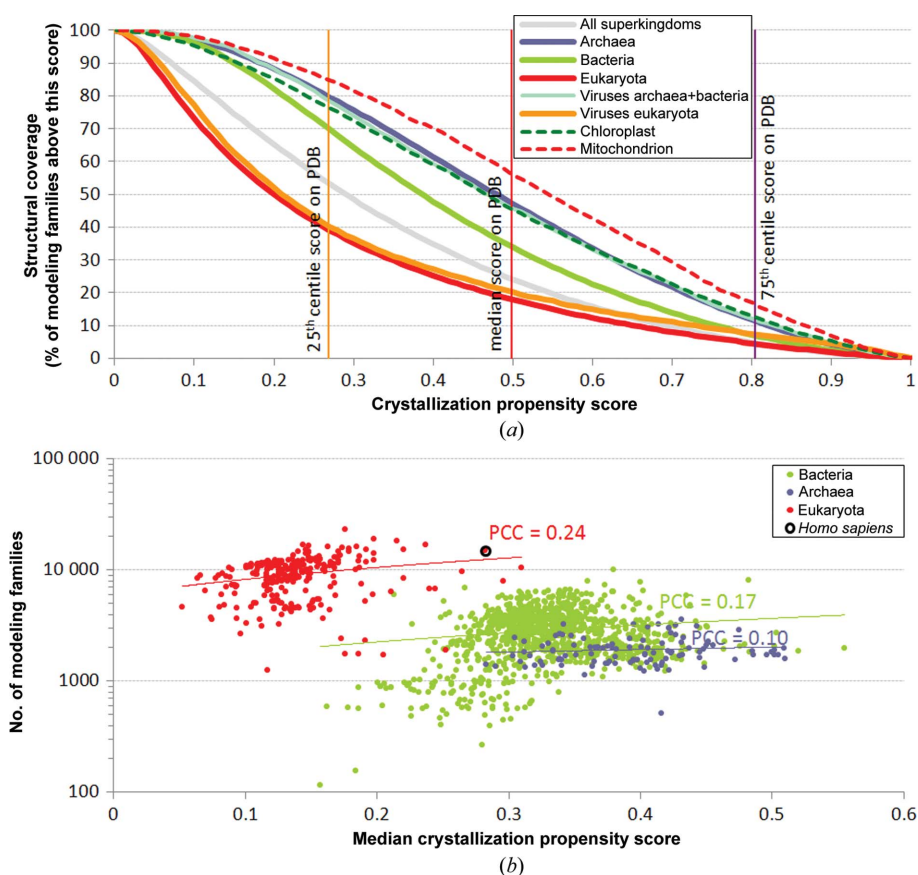 Structural coverage
(% of modeling families above this score)
100
90
80
70
60
50
40
30
20
10
0
All superkingdoms
Archaea
Bacteria
Eukaryota
Viruses archaea+bacteria
Viruses eukaryota
Chloroplast
Mitochondrion
25th centile score on PDB
median score on PDB
75th centile score on PDB
0 0.1 0.2 0.3 0.4 0.5 0.6 0.7 0.8 0.9 1
Crystallization propensity score
(a)
No. of modeling families
100 000
10 000
1000
100
Bacteria
Archaea
Eukaryota
Homo sapiens
PCC = 0.24
PCC = 0.17
PCC = 0.10
0 0.1 0.2 0.3 0.4 0.5 0.6
Median crystallization propensity score
(b)